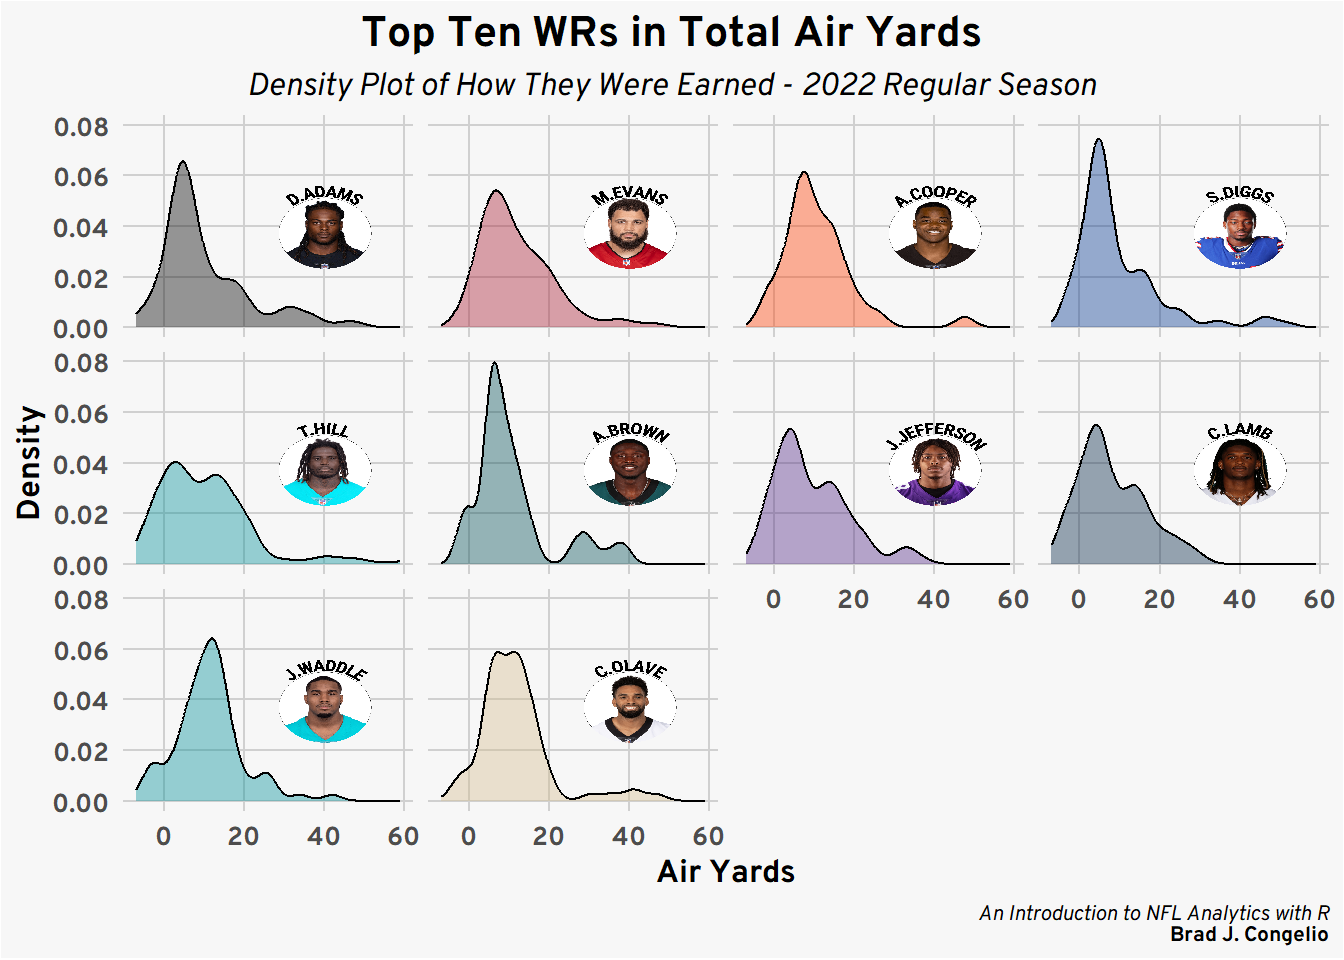 Top Ten WRs in Total Air Yards
Density Plot of How They Were Earned - 2022 Regular Season
0.08
0.06
0.04
0.02
0.00
D.ADAMS
M.EVANS
A.COOPER
S.DIGGS
0.08
0.06
0.04
0.02
0.00
T.HILL
A.BROWN
J.JEFFERSON
C.LAMB
0 20 40 60 0 20 40 60
Density
0.08
0.06
0.04
0.02
0.00
J.WADDLE
C.OLAVE
0 20 40 60 0 20 40 60
Air Yards
An Introduction to NFL Analytics with R
Brad J. Congelio